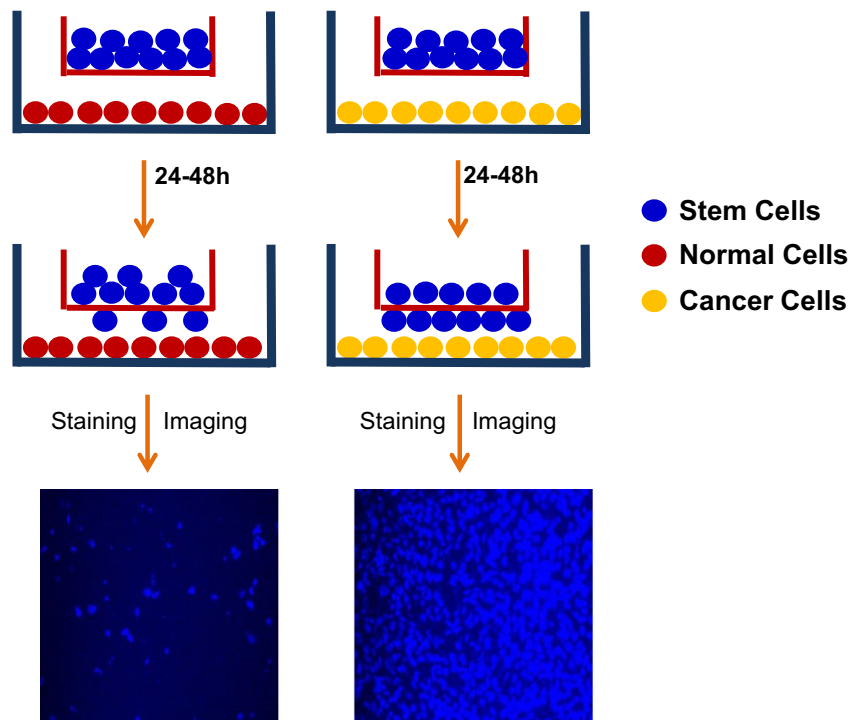 24-48h
24-48h
Stem Cells
Normal Cells
Cancer Cells
Staining Imaging
Staining Imaging